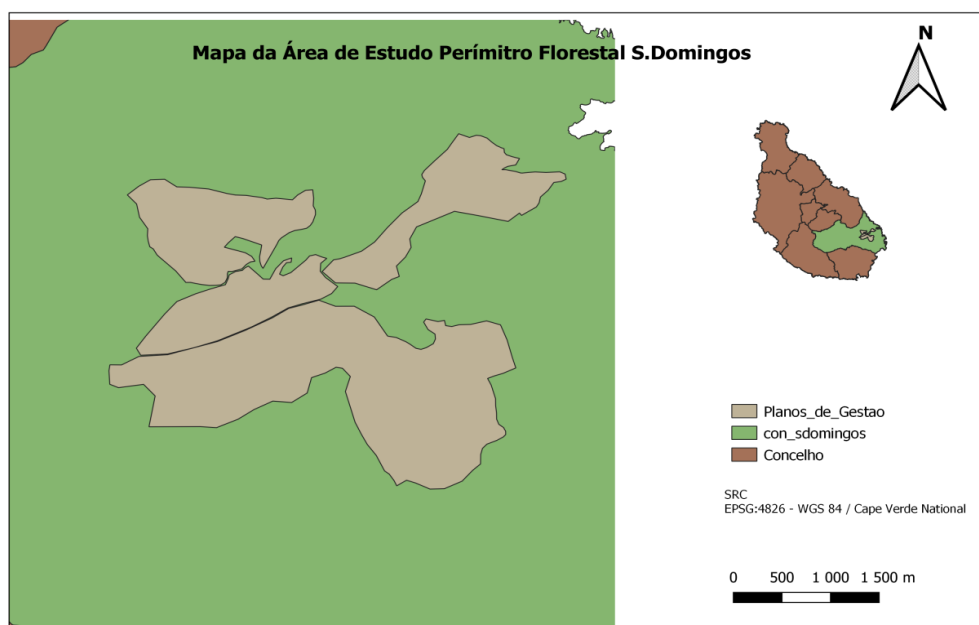 Mapa da Área de Estudo Perímitro Florestal S.Domingos
N
Planos_de_Gestao
con_sdomingos
Concelho
SRC
EPSG:4826 - WGS 84 / Cape Verde National
0 500 1 000 1 500 m